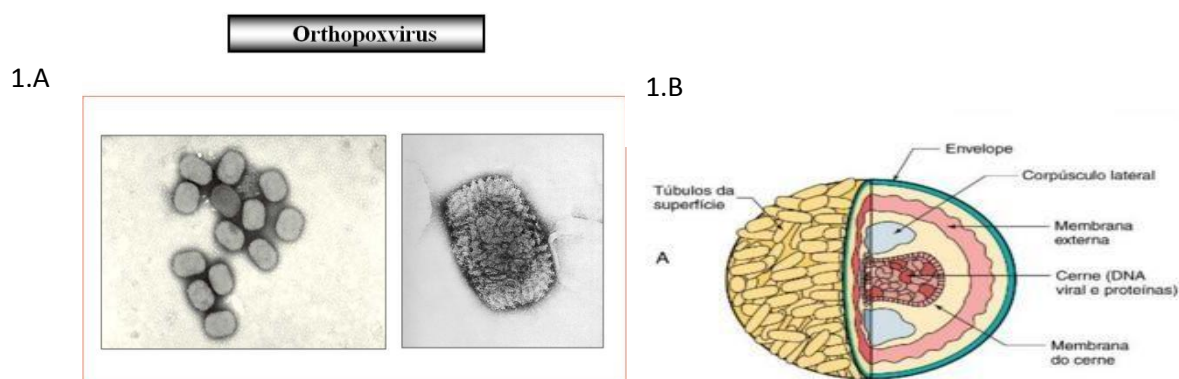 Orthopoxvirus
1.A
1.B
Envelope
Corpúsculo lateral
Túbulos da
superfície
Membrana
externa
A
Cerne (DNA
viral e proteínas)
Membrana
do cerne